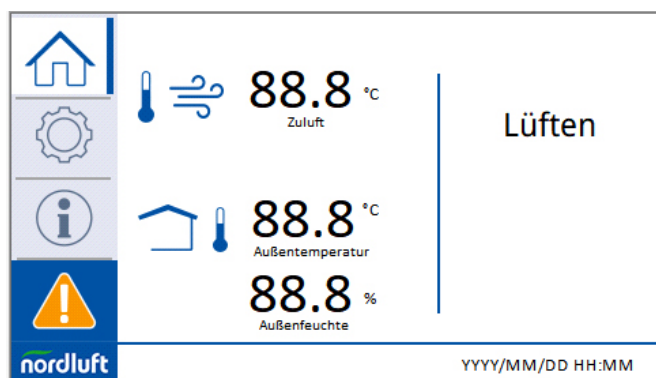 88.8 °C
Zuluft
Lüften
88.8 °C
Außentemperatur
88.8 %
Außenfeuchte
nordluft
YYYY/MM/DD HH:MM